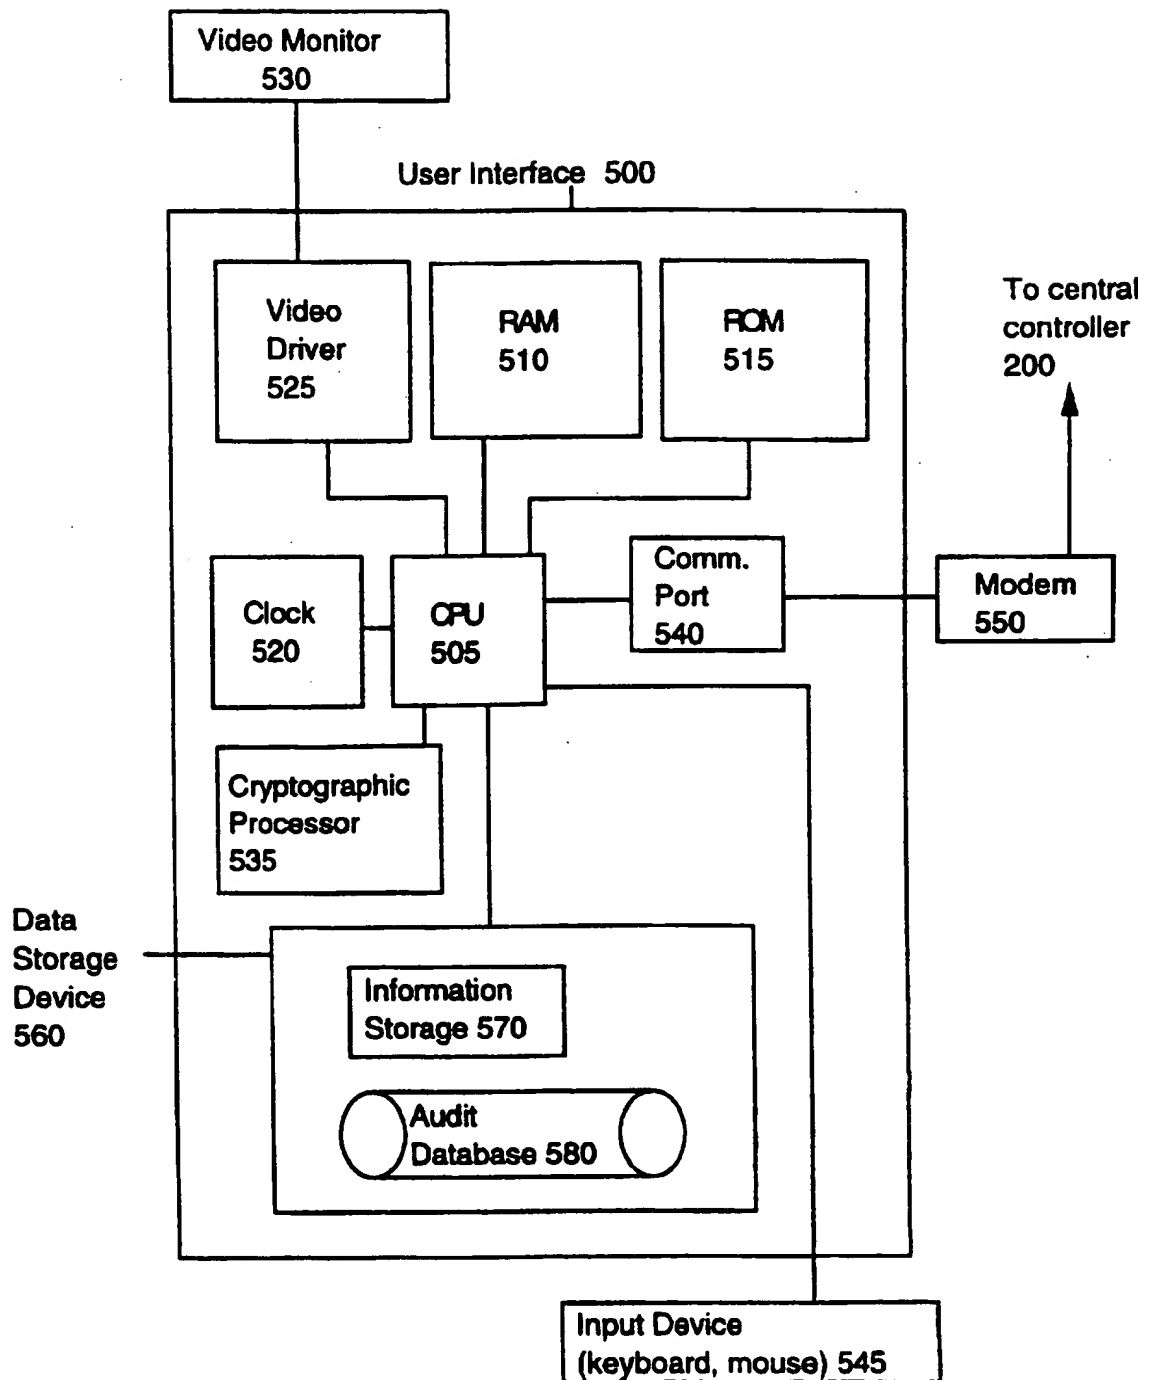 Video Monitor
530
User Interface 500
Video
Driver
525
RAM
510
ROM
515
To central
controller
200
Clock
520
CPU
505
Comm.
Port
540
Modem
550
Cryptographic
Processor
535
Data
Storage
Device
560
Information
Storage 570
Audit
Database 580
Input Device
(keyboard, mouse) 545